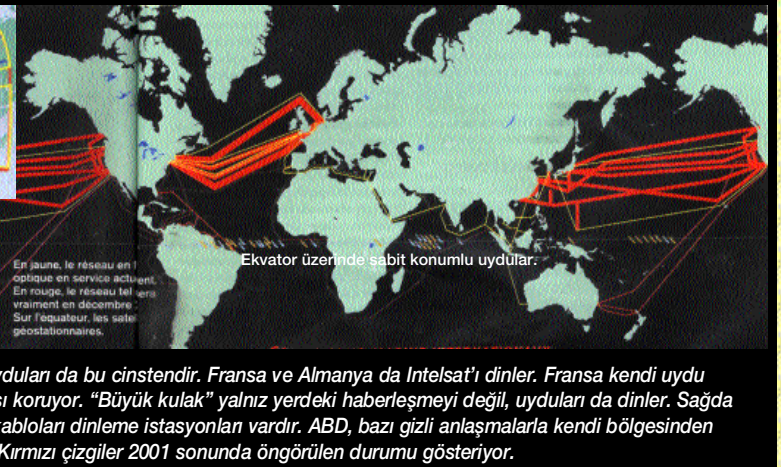 En jaune, le réseau en
optique en service actuent.
En rouge, le réseau tel sera
vraiment en décembre
Sur l'équateur, les sate
géostationnaires.
Ekvator üzerinde sabit konumlu uydular.
yduları da bu cinstendir. Fransa ve Almanya da Intelsat'ı dinler. Fransa kendi uydu
sı koruyor. “Büyük kulak” yalnız yerdeki haberleşmeyi değil, uyduları da dinler. Sağda
kabloları dinleme istasyonları vardır. ABD, bazı gizli anlaşmalarla kendi bölgesinden
Kırmızı çizgiler 2001 sonunda öngörülen durumu gösteriyor.